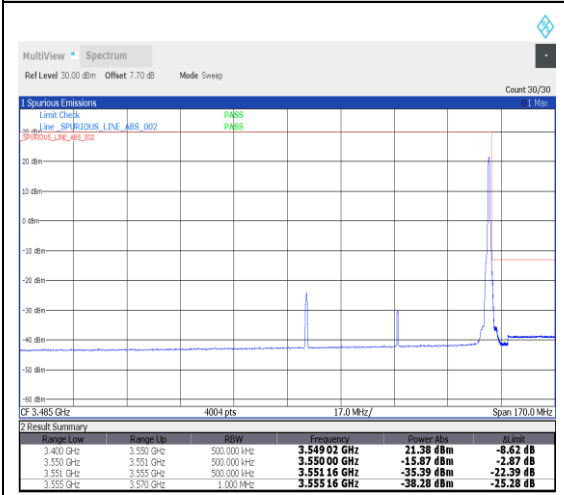 MultiView Spectrum
Ref Level 30.00 dBm Offset 7.70 dB Mode Sweep
Count 30/30
1 Spurious Emissions 1 Max
Limit Check PASS
Line _SPURIOUS_LINE_ABS_002 PASS
30 dBm
_SPURIOUS_LINE_ABS_002
20 dBm
10 dBm
0 dBm
-10 dBm
-20 dBm
-30 dBm
-40 dBm
-50 dBm
-60 dBm
CF 3.485 GHz 4004 pts 17.0 MHz/ Span 170.0 MHz
2 Result Summary
Range Low Range Up RBW Frequency Power Abs ΔLimit
3.400 GHz 3.550 GHz 500.000 kHz 3.54902 GHz 21.38 dBm -8.62 dB
3.550 GHz 3.551 GHz 500.000 kHz 3.55000 GHz -15.87 dBm -2.87 dB
3.551 GHz 3.555 GHz 500.000 kHz 3.55116 GHz -35.39 dBm -22.39 dB
3.555 GHz 3.570 GHz 1.000 MHz 3.55516 GHz -38.28 dBm -25.28 dB